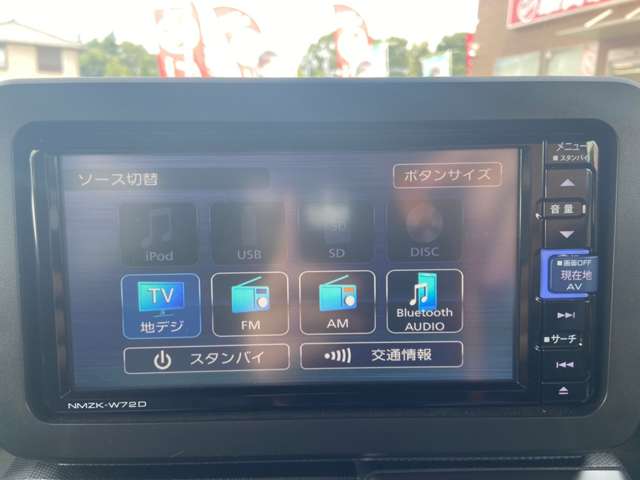 ソース切替
ボタンサイズ
iPod
USB
SD
DISC
TV
地デジ
FM
AM
Bluetooth
AUDIO
スタンバイ
交通情報
NMZK-W72D
メニュー
■スタンバイ
音量
■画面OFF
現在地
AV
■サーチ